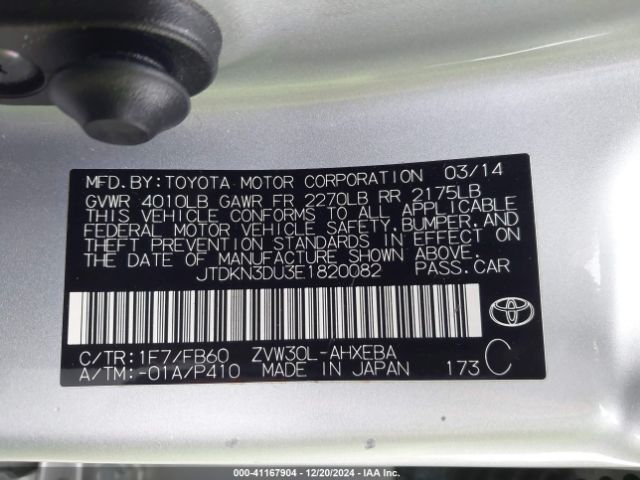 MFD.BY:TOYOTA MOTOR CORPORATION 03/14
GVWR 4010LB GAWR FR 2270LB RR 2175LB
THIS VEHICLE CONFORMS TO ALL APPLICABLE
FEDERAL MOTOR VEHICLE SAFETY,BUMPER,AND
THEFT PREVENTION STANDARDS IN EFFECT ON
THE DATE OF MANUFACTURE SHOWN ABOVE.
JTDKN3DU3E1820082 PASS.CAR
C/TR:1F7/FB60 ZVW30L-AHXEBA
A/TM:-01A/P410 MADE IN JAPAN 173 C
000-41167904 - 12/20/2024 - IAA Inc.